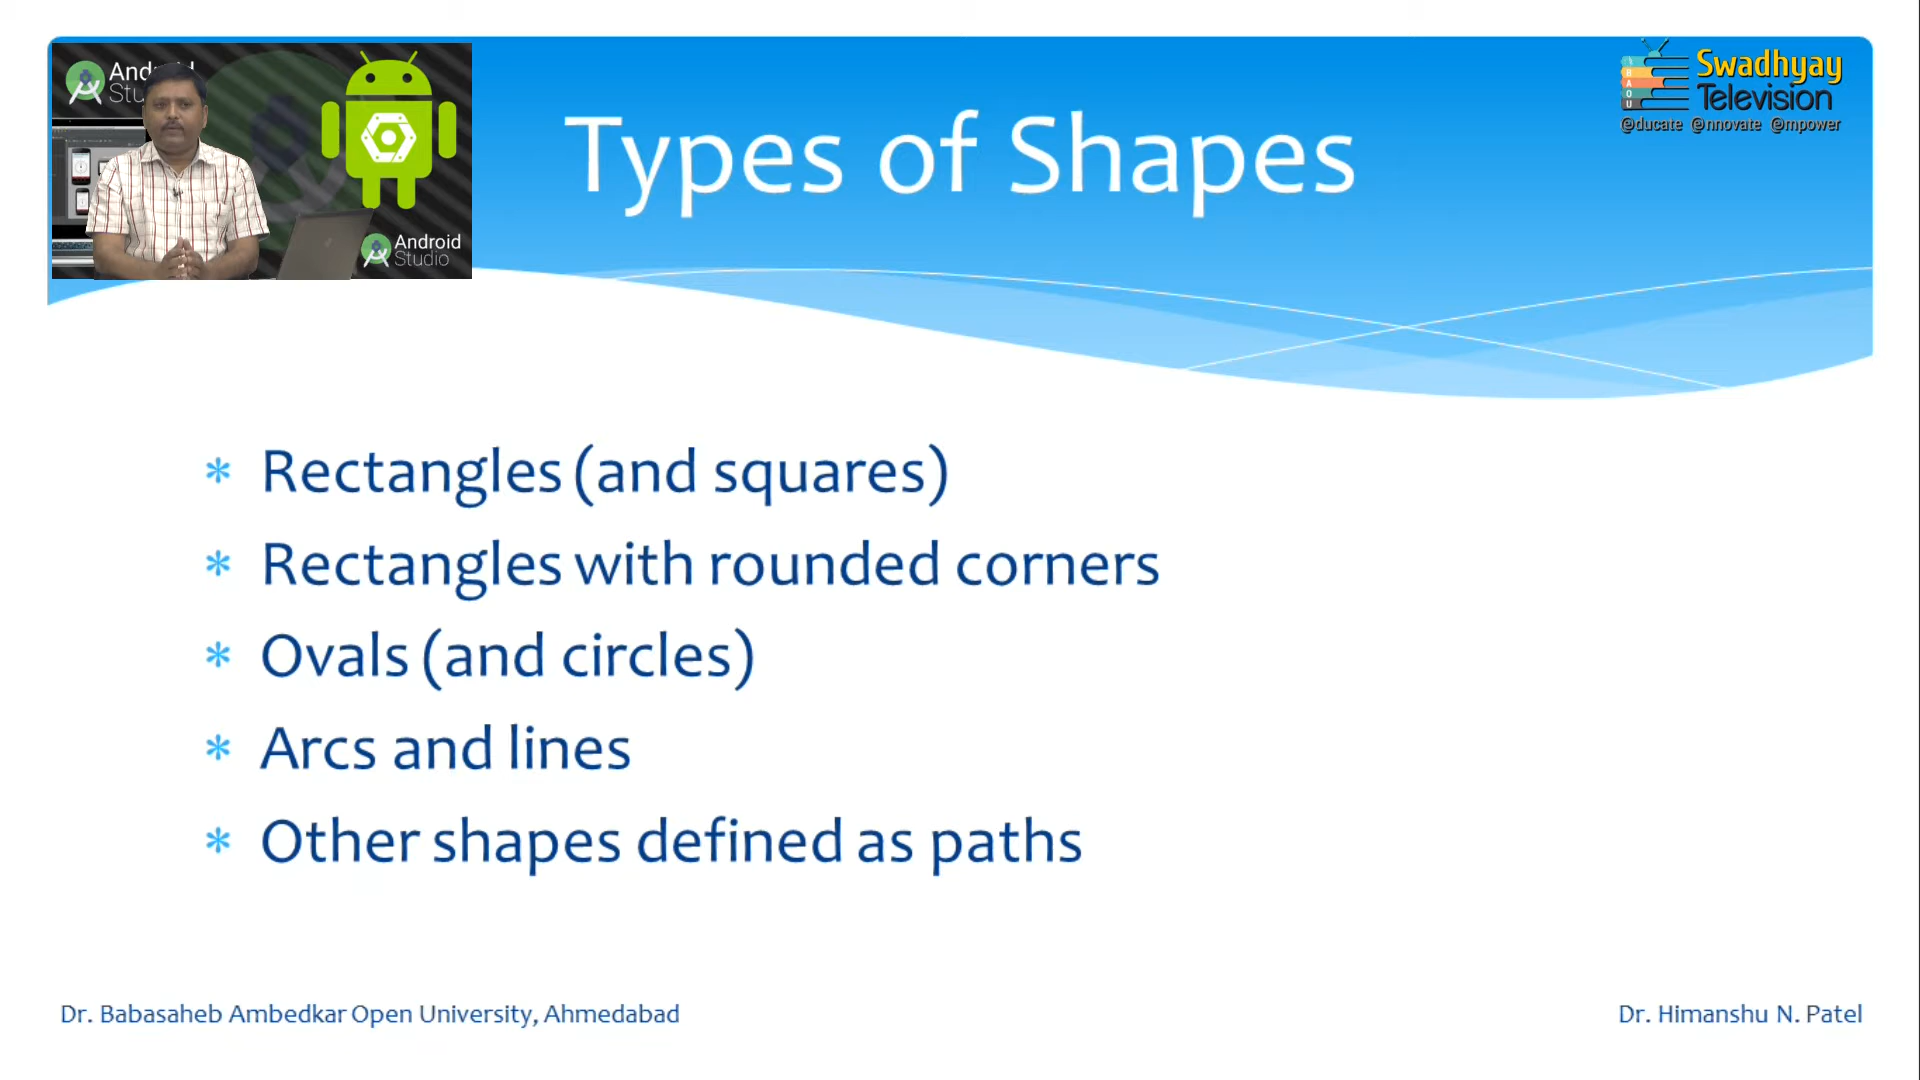 Android
Studio
Swadhyay
Television
@ducate @nnovate @mpower
BAOU
Types of Shapes
* Rectangles (and squares)
* Rectangles with rounded corners
* Ovals (and circles)
* Arcs and lines
* Other shapes defined as paths
Dr. Babasaheb Ambedkar Open University, Ahmedabad
Dr. Himanshu N. Patel